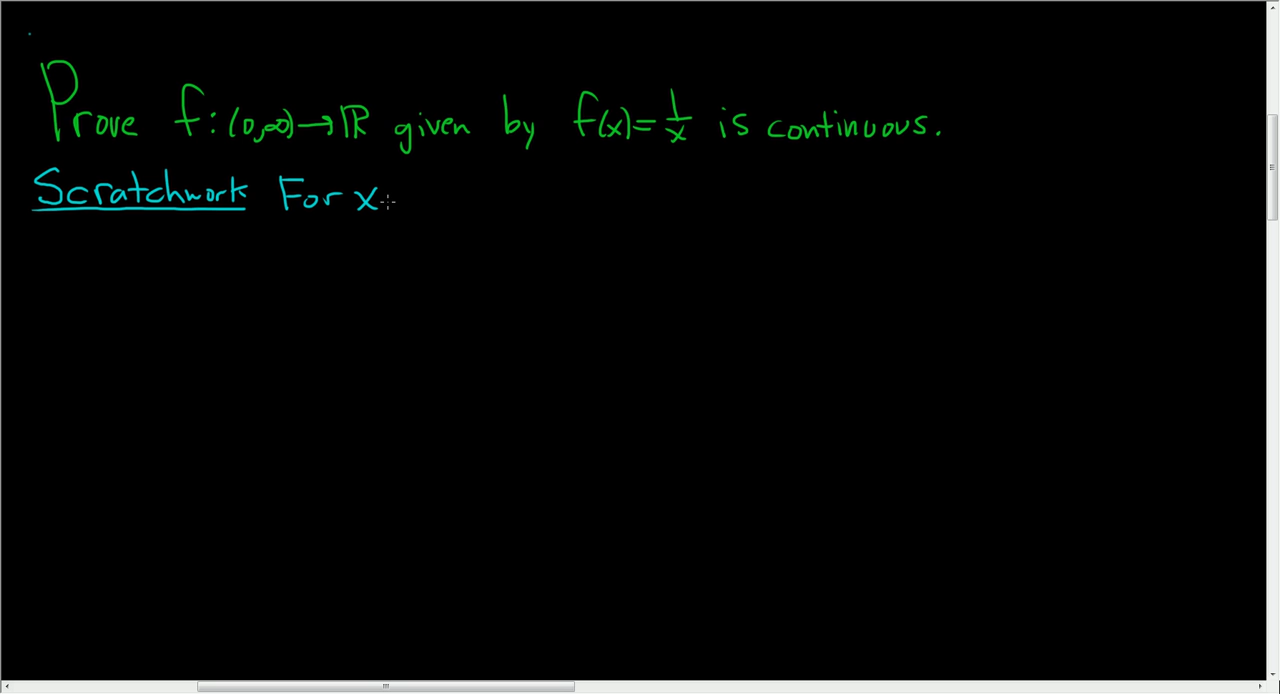 Prove f:(0,∞)→ℝ given by f(x)=1/x is continuous.
Scratchwork For x